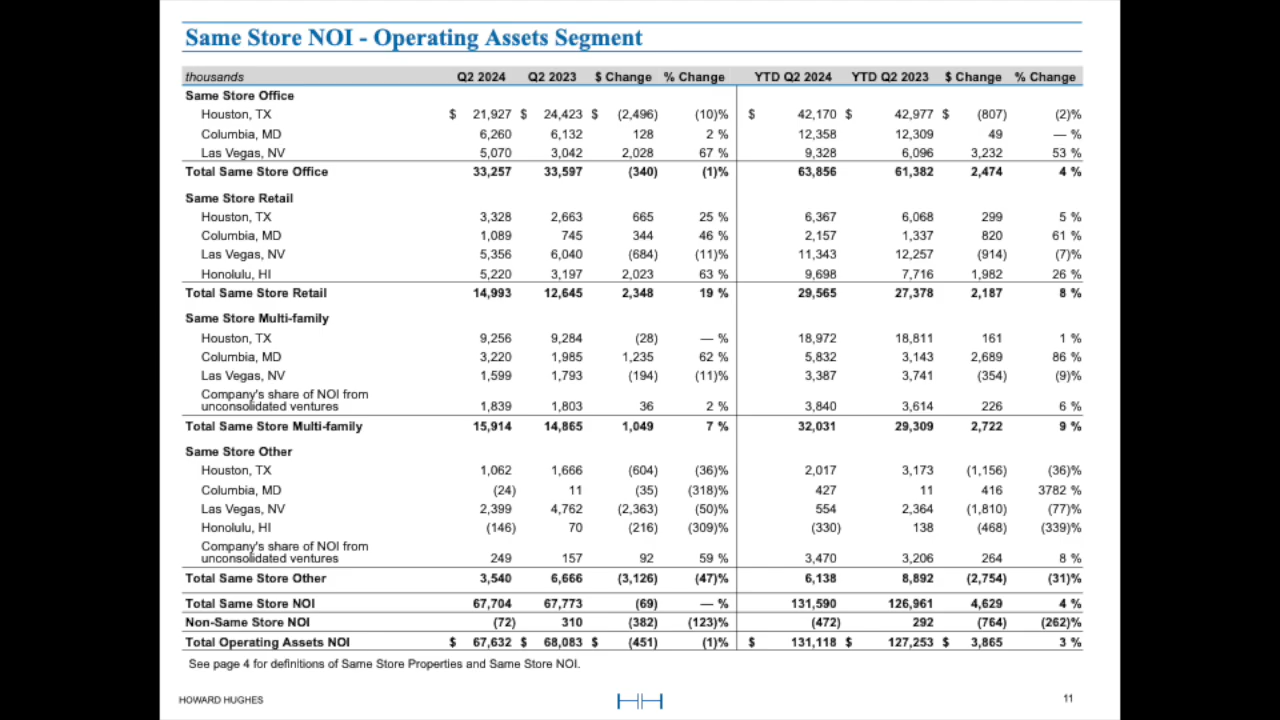 Same Store NOI - Operating Assets Segment
thousands Q2 2024 Q2 2023 $ Change % Change YTD Q2 2024 YTD Q2 2023 $ Change % Change
Same Store Office
Houston, TX $ 21,927 $ 24,423 $ (2,496) (10)% $ 42,170 $ 42,977 $ (807) (2)%
Columbia, MD 6,260 6,132 128 2 % 12,358 12,309 49 — %
Las Vegas, NV 5,070 3,042 2,028 67 % 9,328 6,096 3,232 53 %
Total Same Store Office 33,257 33,597 (340) (1)% 63,856 61,382 2,474 4 %
Same Store Retail
Houston, TX 3,328 2,663 665 25 % 6,367 6,068 299 5 %
Columbia, MD 1,089 745 344 46 % 2,157 1,337 820 61 %
Las Vegas, NV 5,356 6,040 (684) (11)% 11,343 12,257 (914) (7)%
Honolulu, HI 5,220 3,197 2,023 63 % 9,698 7,716 1,982 26 %
Total Same Store Retail 14,993 12,645 2,348 19 % 29,565 27,378 2,187 8 %
Same Store Multi-family
Houston, TX 9,256 9,284 (28) — % 18,972 18,811 161 1 %
Columbia, MD 3,220 1,985 1,235 62 % 5,832 3,143 2,689 86 %
Las Vegas, NV 1,599 1,793 (194) (11)% 3,387 3,741 (354) (9)%
Company's share of NOI from
unconsolidated ventures 1,839 1,803 36 2 % 3,840 3,614 226 6 %
Total Same Store Multi-family 15,914 14,865 1,049 7 % 32,031 29,309 2,722 9 %
Same Store Other
Houston, TX 1,062 1,666 (604) (36)% 2,017 3,173 (1,156) (36)%
Columbia, MD (24) 11 (35) (318)% 427 11 416 3782 %
Las Vegas, NV 2,399 4,762 (2,363) (50)% 554 2,364 (1,810) (77)%
Honolulu, HI (146) 70 (216) (309)% (330) 138 (468) (339)%
Company's share of NOI from
unconsolidated ventures 249 157 92 59 % 3,470 3,206 264 8 %
Total Same Store Other 3,540 6,666 (3,126) (47)% 6,138 8,892 (2,754) (31)%
Total Same Store NOI 67,704 67,773 (69) — % 131,590 126,961 4,629 4 %
Non-Same Store NOI (72) 310 (382) (123)% (472) 292 (764) (262)%
Total Operating Assets NOI $ 67,632 $ 68,083 $ (451) (1)% $ 131,118 $ 127,253 $ 3,865 3 %
See page 4 for definitions of Same Store Properties and Same Store NOI.
HOWARD HUGHES 11